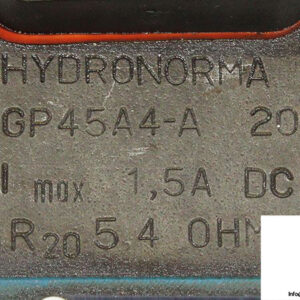 HYDRONORMA
GP45A4-A 20
I max 1,5A DC
R20 5.4 OHM